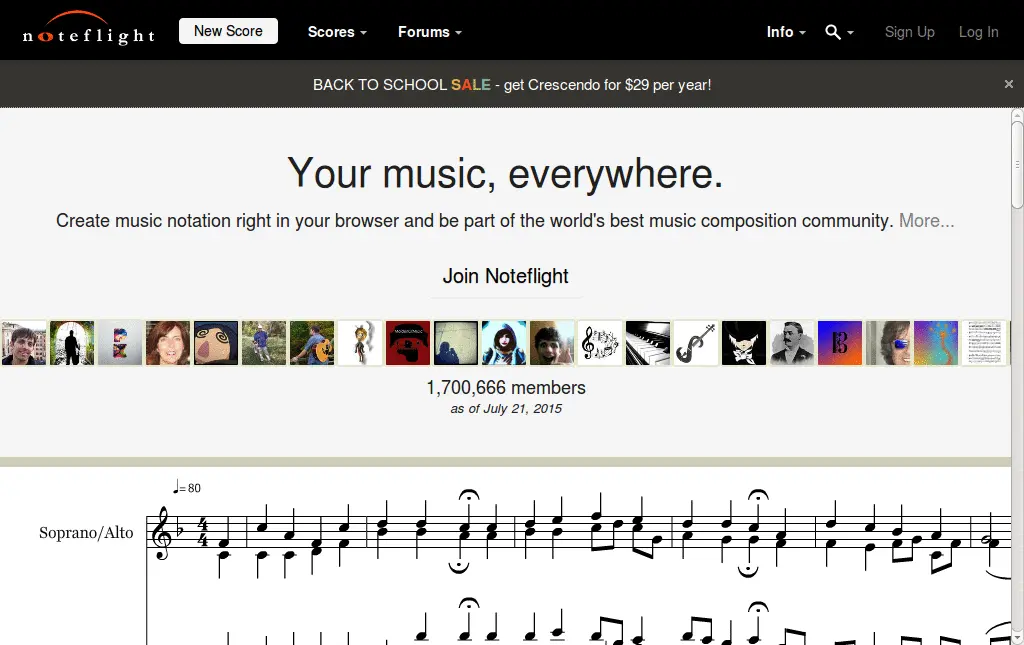 noteflight
New Score
Scores
Forums
Info
Sign Up
Log In
BACK TO SCHOOL SALE - get Crescendo for $29 per year!
×
Your music, everywhere.
Create music notation right in your browser and be part of the world's best music composition community. More...
Join Noteflight
1,700,666 members
as of July 21, 2015
♩= 80
Soprano/Alto
4
4